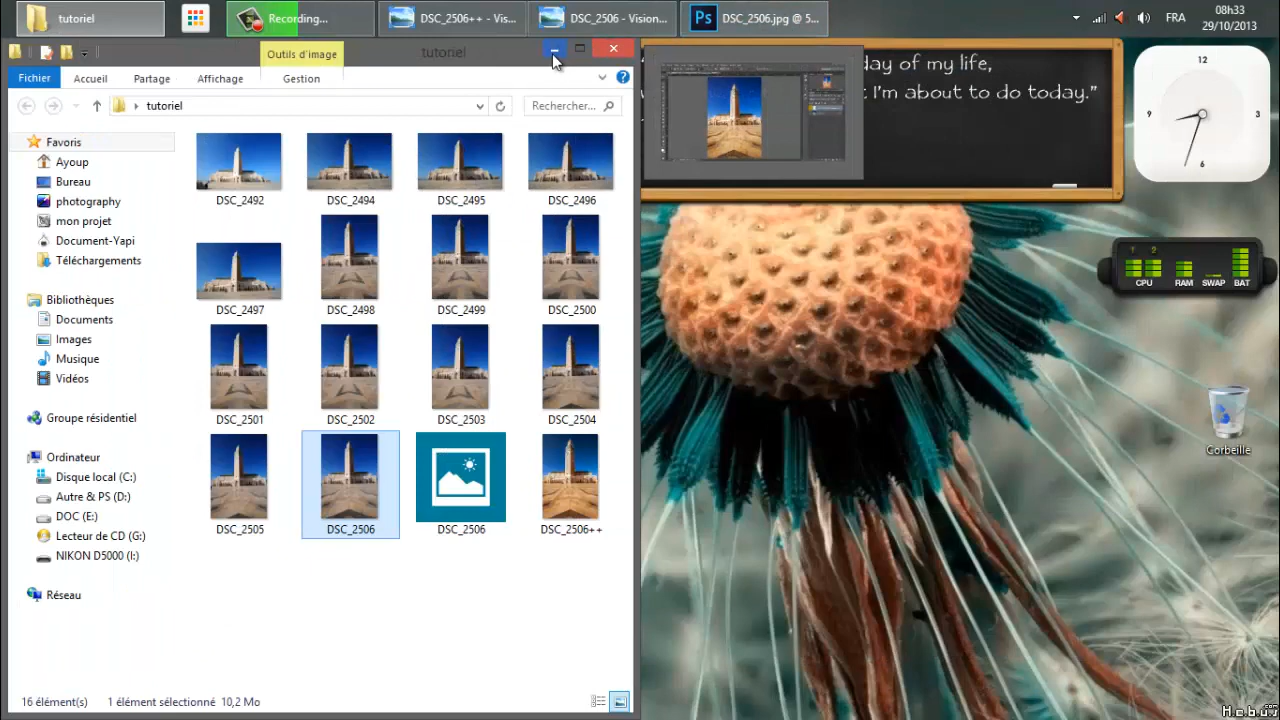 tutoriel
Recording...
DSC_2506++ - Vis...
DSC_2506 - Vision...
Ps
DSC_2506.jpg @ 5...
FRA
08h33
29/10/2013
Outils d'image
tutoriel
Fichier
Accueil
Partage
Affichage
Gestion
tutoriel
Rechercher...
Favoris
Ayoup
Bureau
photography
mon projet
Document-Yapi
Téléchargements
Bibliothèques
Documents
Images
Musique
Vidéos
Groupe résidentiel
Ordinateur
Disque local (C:)
Autre & PS (D:)
DOC (E:)
Lecteur de CD (G:)
NIKON D5000 (I:)
Réseau
DSC_2492
DSC_2494
DSC_2495
DSC_2496
DSC_2497
DSC_2498
DSC_2499
DSC_2500
DSC_2501
DSC_2502
DSC_2503
DSC_2504
DSC_2505
DSC_2506
DSC_2506
DSC_2506++
16 élément(s)
1 élément sélectionné 10,2 Mo
day of my life,
I'm about to do today.”
12
3
6
9
1 2
CPU
RAM
SWAP
BAT
Corbeille
Hebus